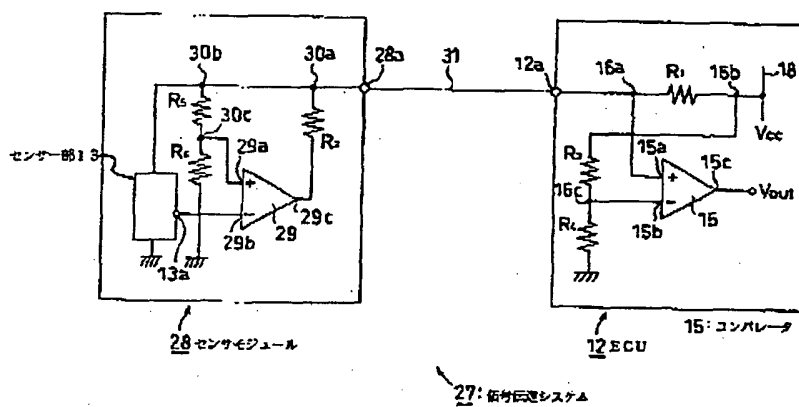 30b
30a
28a
31
12a
16a
R₁
16b
18
R₅
30c
Vcc
R₆
29a
R₂
センサー部13
R₃
15a
15c
Vout
29
29c
16c
15
29b
15b
R₄
13a
28 センサモジュール
15:コンパレータ
12 ECU
27:信号伝達システム